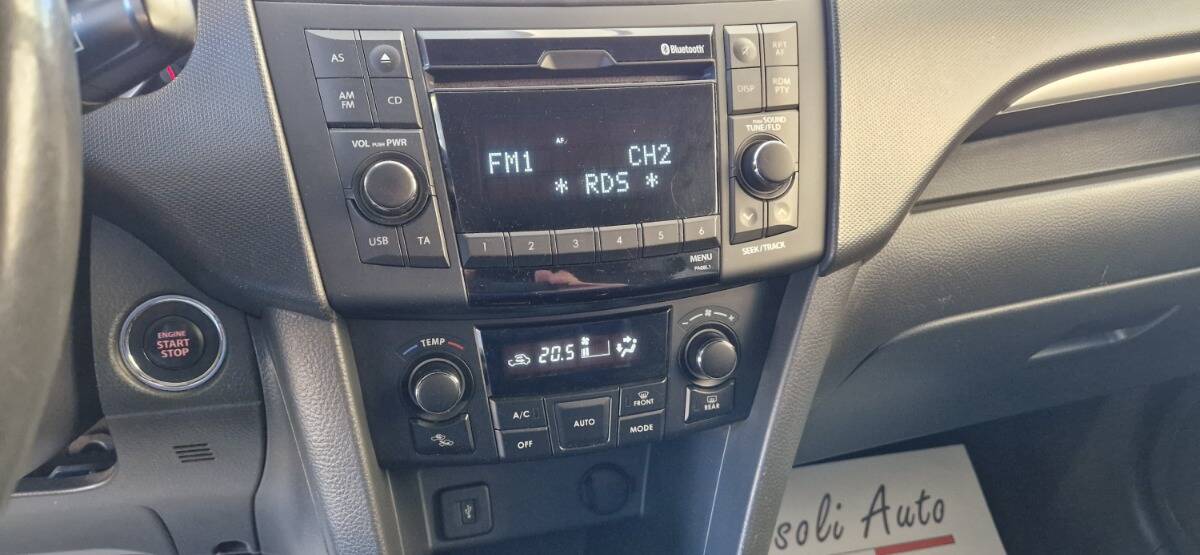 AS
AM
FM
CD
VOL PUSH PWR
USB
TA
Bluetooth
AF
FM1
CH2
* RDS *
1
2
3
4
5
6
MENU
DISP
RPT
AF
RDM
PTY
PUSH SOUND
TUNE/FLD
SEEK/TRACK
ENGINE
START
STOP
TEMP
20.5
A/C
OFF
AUTO
FRONT
MODE
REAR
soli Auto